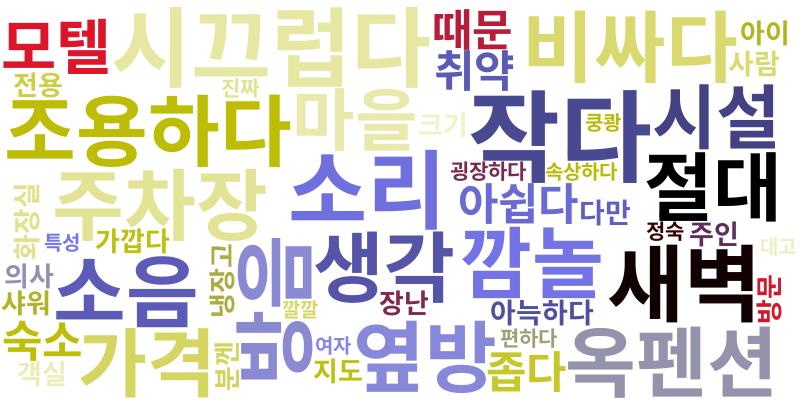 모텔
시끄럽다
때문
비싸다
아이
전용
진짜
취약
사람
조용하다
마을
크기
작다
쿵쾅
시설
주차장
소리
굉장하다
속상하다
절대
화장실
특성
가깝다
아쉽다
다만
정숙
주인
대고
의사
소음
냉장고
방음
생각
깜놀
새벽
방문
샤워
깔깔
장난
아늑하다
숙소
가격
문젠
여자
지도
옆방
편하다
좁다
옥펜션
객실